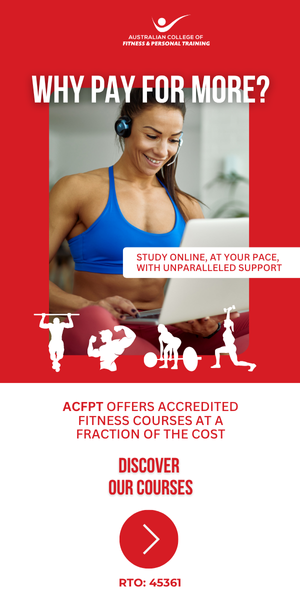 AUSTRALIAN COLLEGE OF
FITNESS & PERSONAL TRAINING
WHY PAY FOR MORE?
STUDY ONLINE, AT YOUR PACE,
WITH UNPARALLELED SUPPORT
ACFPT OFFERS ACCREDITED
FITNESS COURSES AT A
FRACTION OF THE COST
DISCOVER
OUR COURSES
RTO: 45361